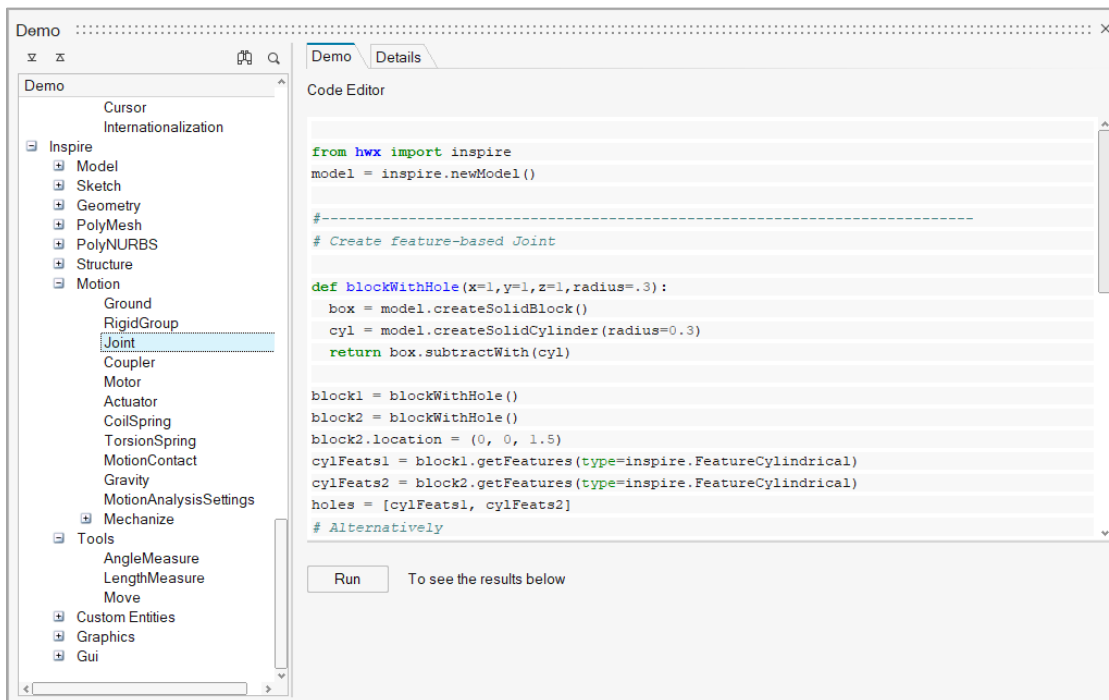 Demo
Demo
Cursor
Internationalization
Inspire
Model
Sketch
Geometry
PolyMesh
PolyNURBS
Structure
Motion
Ground
RigidGroup
Joint
Coupler
Motor
Actuator
CoilSpring
TorsionSpring
MotionContact
Gravity
MotionAnalysisSettings
Mechanize
Tools
AngleMeasure
LengthMeasure
Move
Custom Entities
Graphics
Gui
Demo Details
Code Editor
from hwx import inspire
model = inspire.newModel()
#---------------------------------------------------------------------------
# Create feature-based Joint
def blockWithHole(x=1,y=1,z=1,radius=.3):
  box = model.createSolidBlock()
  cyl = model.createSolidCylinder(radius=0.3)
  return box.subtractWith(cyl)
block1 = blockWithHole()
block2 = blockWithHole()
block2.location = (0, 0, 1.5)
cylFeats1 = block1.getFeatures(type=inspire.FeatureCylindrical)
cylFeats2 = block2.getFeatures(type=inspire.FeatureCylindrical)
holes = [cylFeats1, cylFeats2]
# Alternatively
Run To see the results below